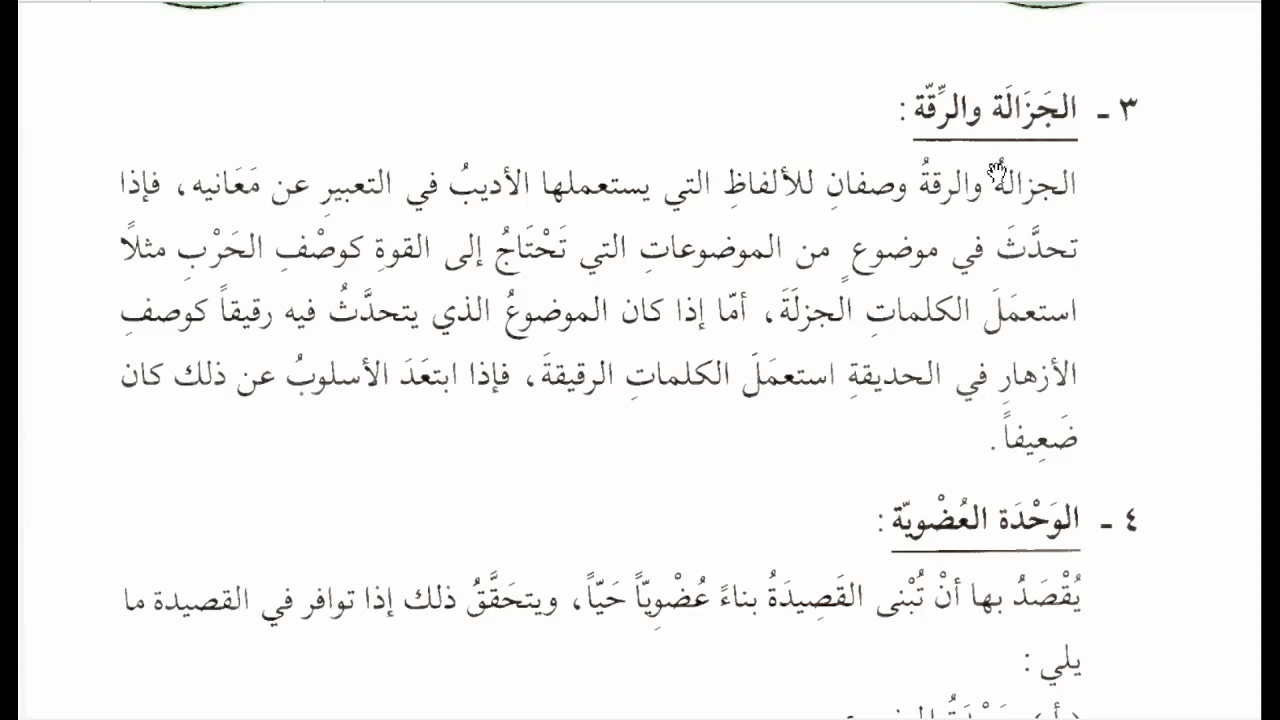 ٣ ـ الجَزَالَة والرِّقّة :
الجزالةُ والرقةُ وصفانِ للألفاظِ التي يستعملها الأديبُ في التعبيرِ عن مَعَانيه، فإذا
تحدَّثَ في موضوعٍ من الموضوعاتِ التي تَحْتَاجُ إلى القوةِ كوصْفِ الحَرْبِ مثلاً
استعمَلَ الكلماتِ الجزلَةَ، أمّا إذا كان الموضوعُ الذي يتحدَّثُ فيه رقيقاً كوصفِ
الأزهارِ في الحديقةِ استعمَلَ الكلماتِ الرقيقةَ، فإذا ابتعَدَ الأسلوبُ عن ذلك كان
ضَعِيفاً.
٤ ـ الوَحْدَة العُضْويّة :
يُقْصَدُ بها أنْ تُبْنى القَصِيدَةُ بناءً عُضْوِيّاً حَيّاً، ويتحَقَّقُ ذلك إذا توافر في القصيدة ما
يلي :